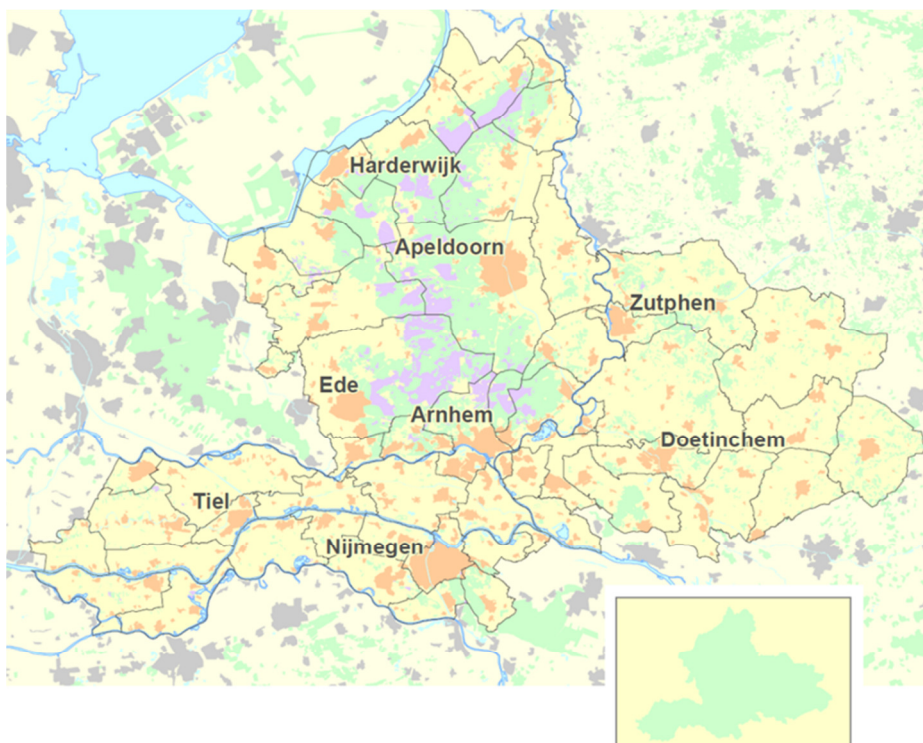 Harderwijk
Apeldoorn
Zutphen
Ede
Arnhem
Doetinchem
Tiel
Nijmegen